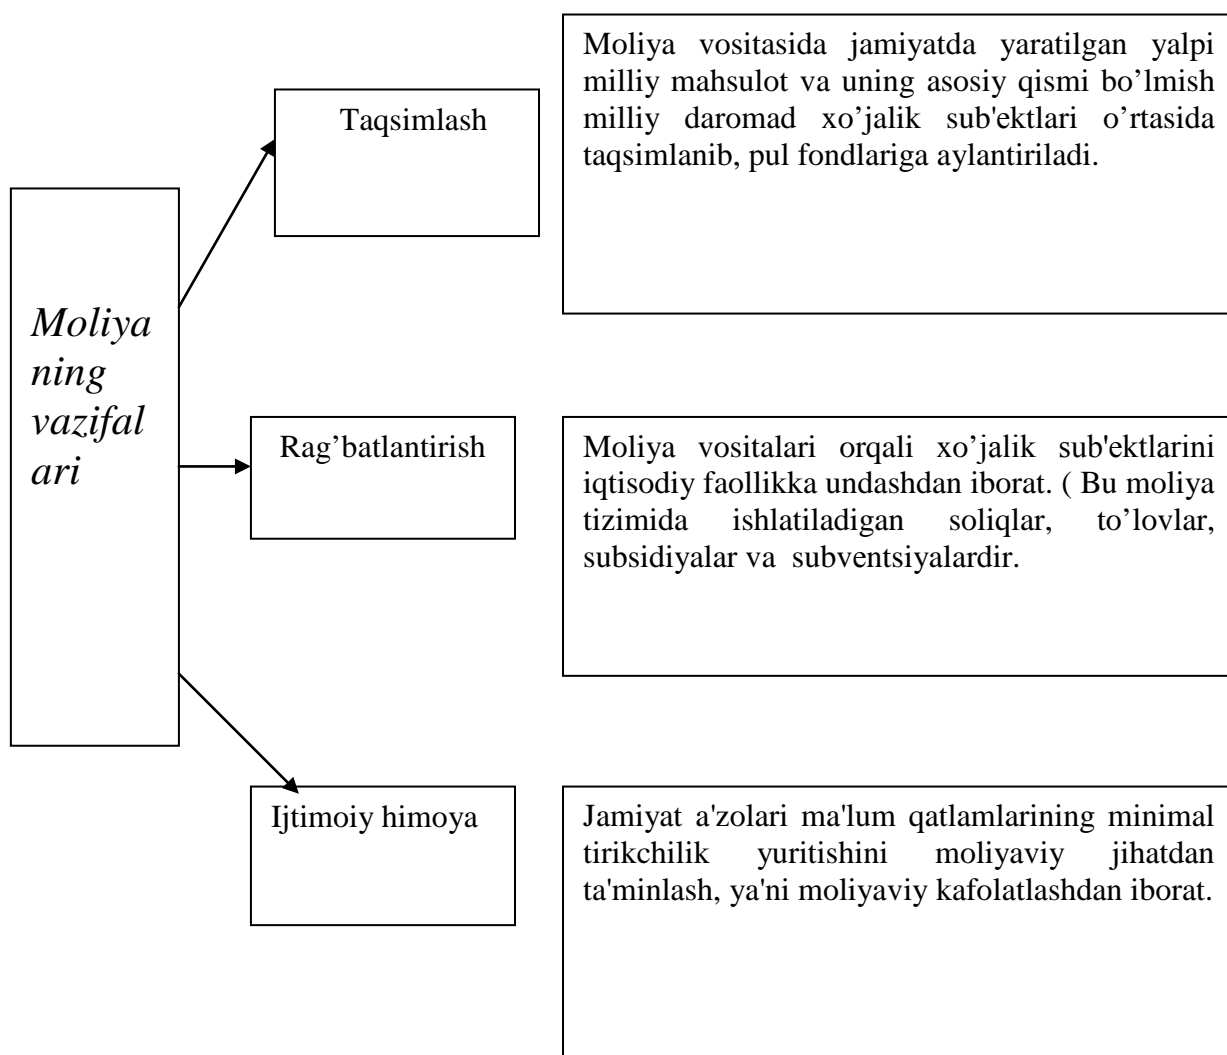 Moliya
ning
vazifal
ari
Taqsimlash
Moliya vositasida jamiyatda yaratilgan yalpi
milliy mahsulot va uning asosiy qismi bo’lmish
milliy daromad xo’jalik sub'ektlari o’rtasida
taqsimlanib, pul fondlariga aylantiriladi.
Rag’batlantirish
Moliya vositalari orqali xo’jalik sub'ektlarini
iqtisodiy faollikka undashdan iborat. ( Bu moliya
tizimida ishlatiladigan soliqlar, to’lovlar,
subsidiyalar va subventsiyalardir.
Ijtimoiy himoya
Jamiyat a'zolari ma'lum qatlamlarining minimal
tirikchilik yuritishini moliyaviy jihatdan
ta'minlash, ya'ni moliyaviy kafolatlashdan iborat.